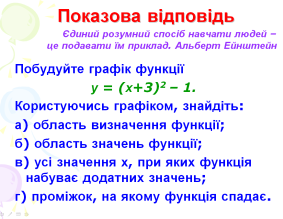 Показова відповідь
Єдиний розумний спосіб навчати людей –
це подавати їм приклад. Альберт Ейнштейн
Побудуйте графік функції
y = (x+3)² – 1.
Користуючись графіком, знайдіть:
а) область визначення функції;
б) область значень функції;
в) усі значення х, при яких функція
набуває додатних значень;
г) проміжок, на якому функція спадає.